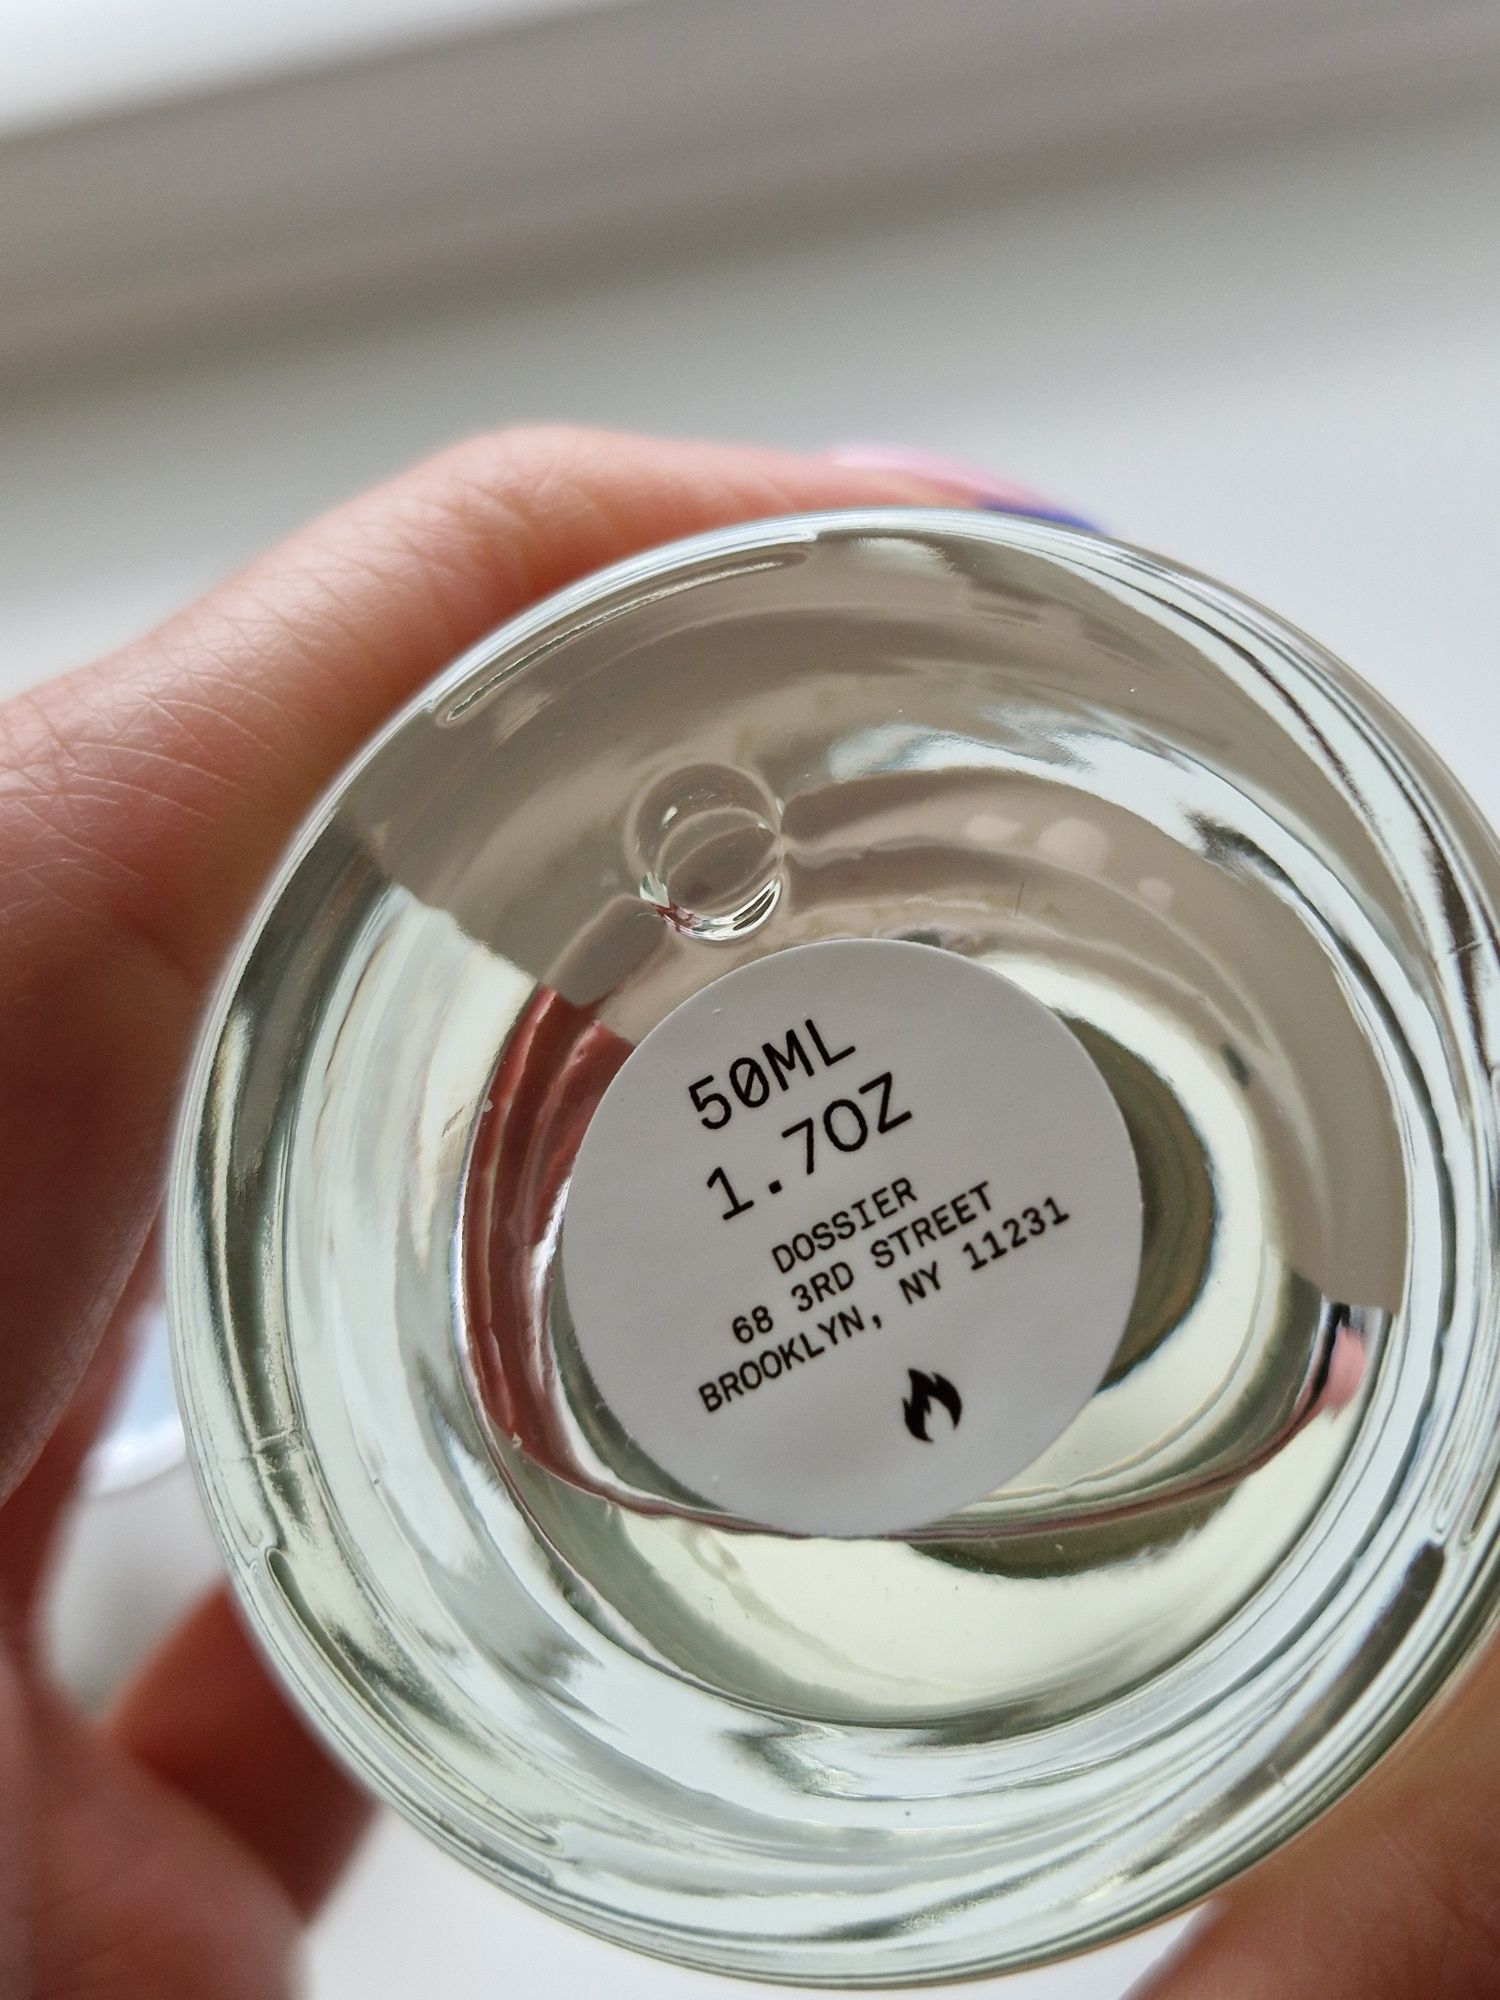 50ML
1.7OZ
DOSSIER
68 3RD STREET
BROOKLYN, NY 11231